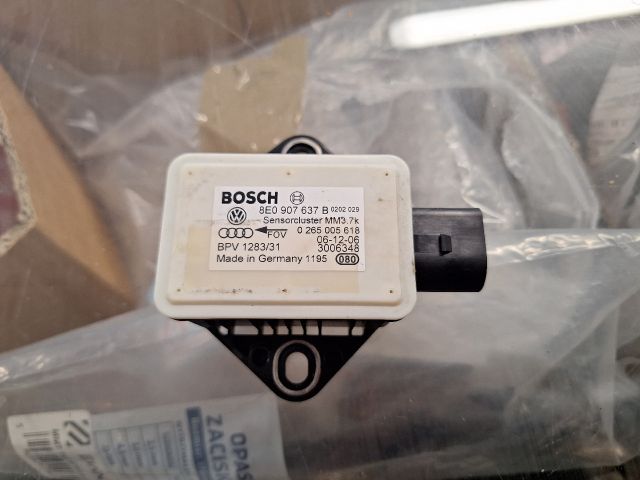 BOSCH
8E0 907 637 B 0202 029
Sensorcluster MM3.7k
FOV 0 265 005 618
06-12-06
BPV 1283/31 3006348
Made in Germany 1195 080
OPAS
ZACISK